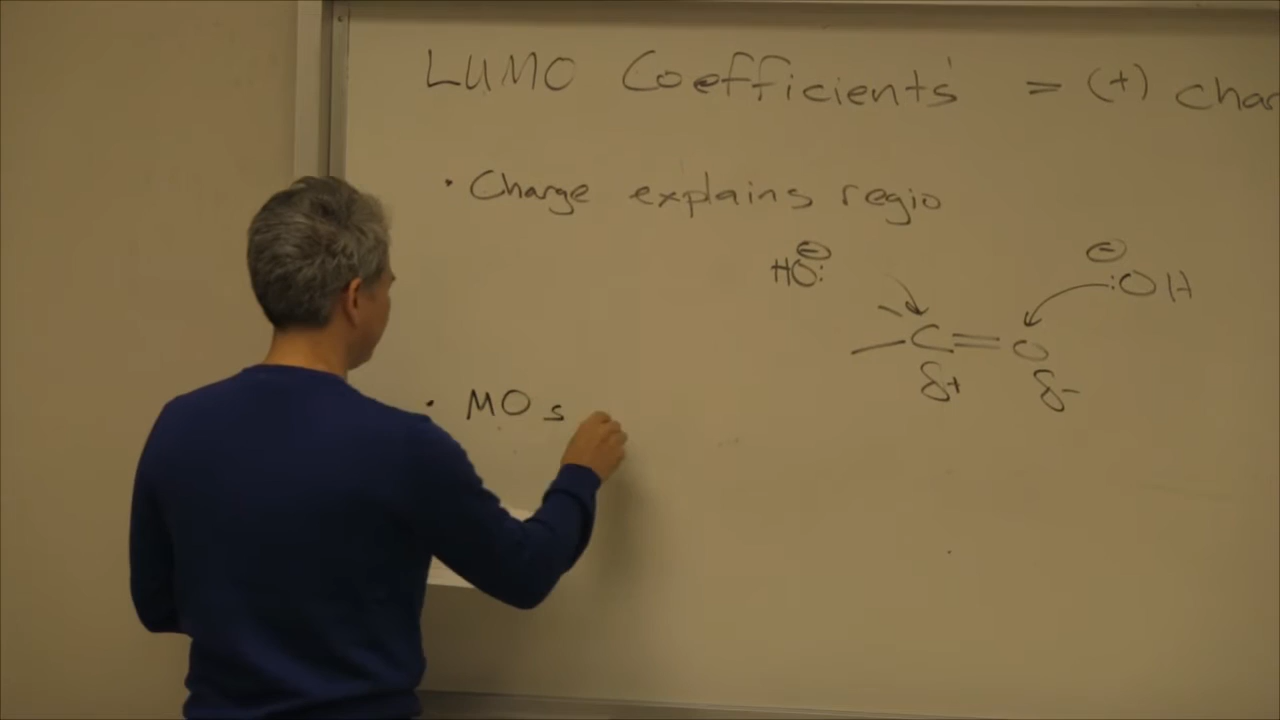 LUMO Coefficients = (+) char
• Charge explains regio
HO:⊖ ⊖:OH
C=O
δ+ δ-
• MOs